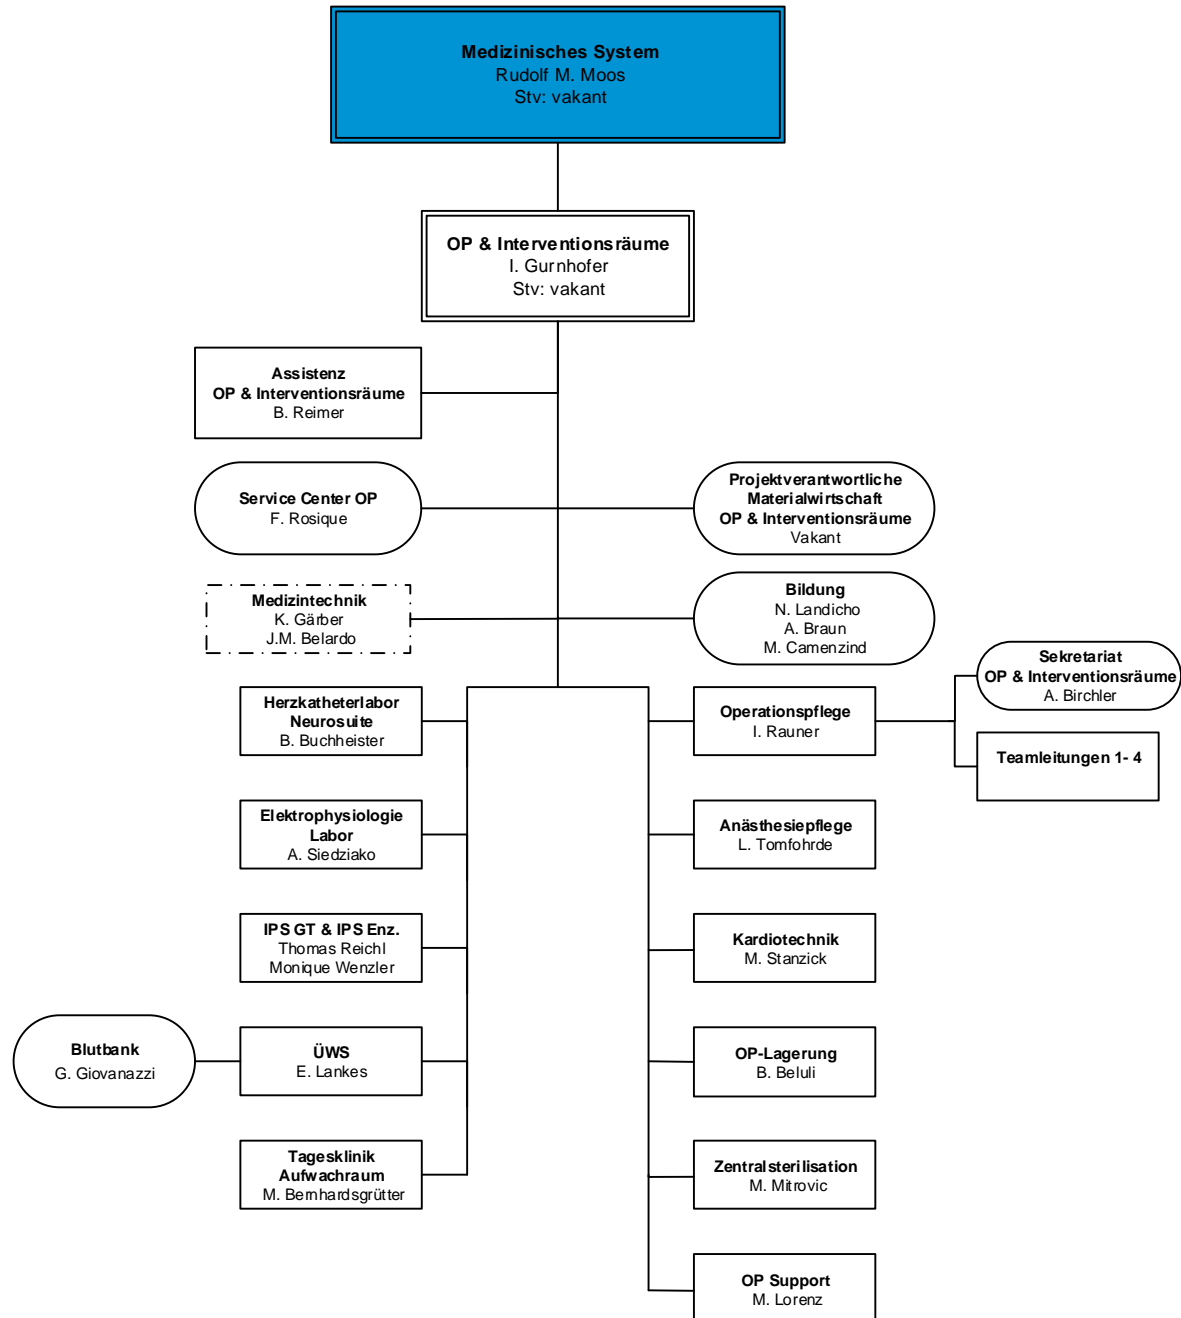 Medizinisches System
Rudolf M. Moos
Stv: vakant
OP & Interventionsräume
I. Gurnhofer
Stv: vakant
Assistenz
OP & Interventionsräume
B. Reimer
Service Center OP
F. Rosique
Projektverantwortliche
Materialwirtschaft
OP & Interventionsräume
Vakant
Medizintechnik
K. Gärber
J.M. Belardo
Bildung
N. Landicho
A. Braun
M. Camenzind
Sekretariat
OP & Interventionsräume
A. Birchler
Herzkatheterlabor
Neurosuite
B. Buchheister
Operationspflege
I. Rauner
Teamleitungen 1- 4
Elektrophysiologie
Labor
A. Siedziako
Anästhesiepflege
L. Tomfohrde
IPS GT & IPS Enz.
Thomas Reichl
Monique Wenzler
Kardiotechnik
M. Stanzick
Blutbank
G. Giovanazzi
ÜWS
E. Lankes
OP-Lagerung
B. Beluli
Tagesklinik
Aufwachraum
M. Bernhardsgrütter
Zentralsterilisation
M. Mitrovic
OP Support
M. Lorenz